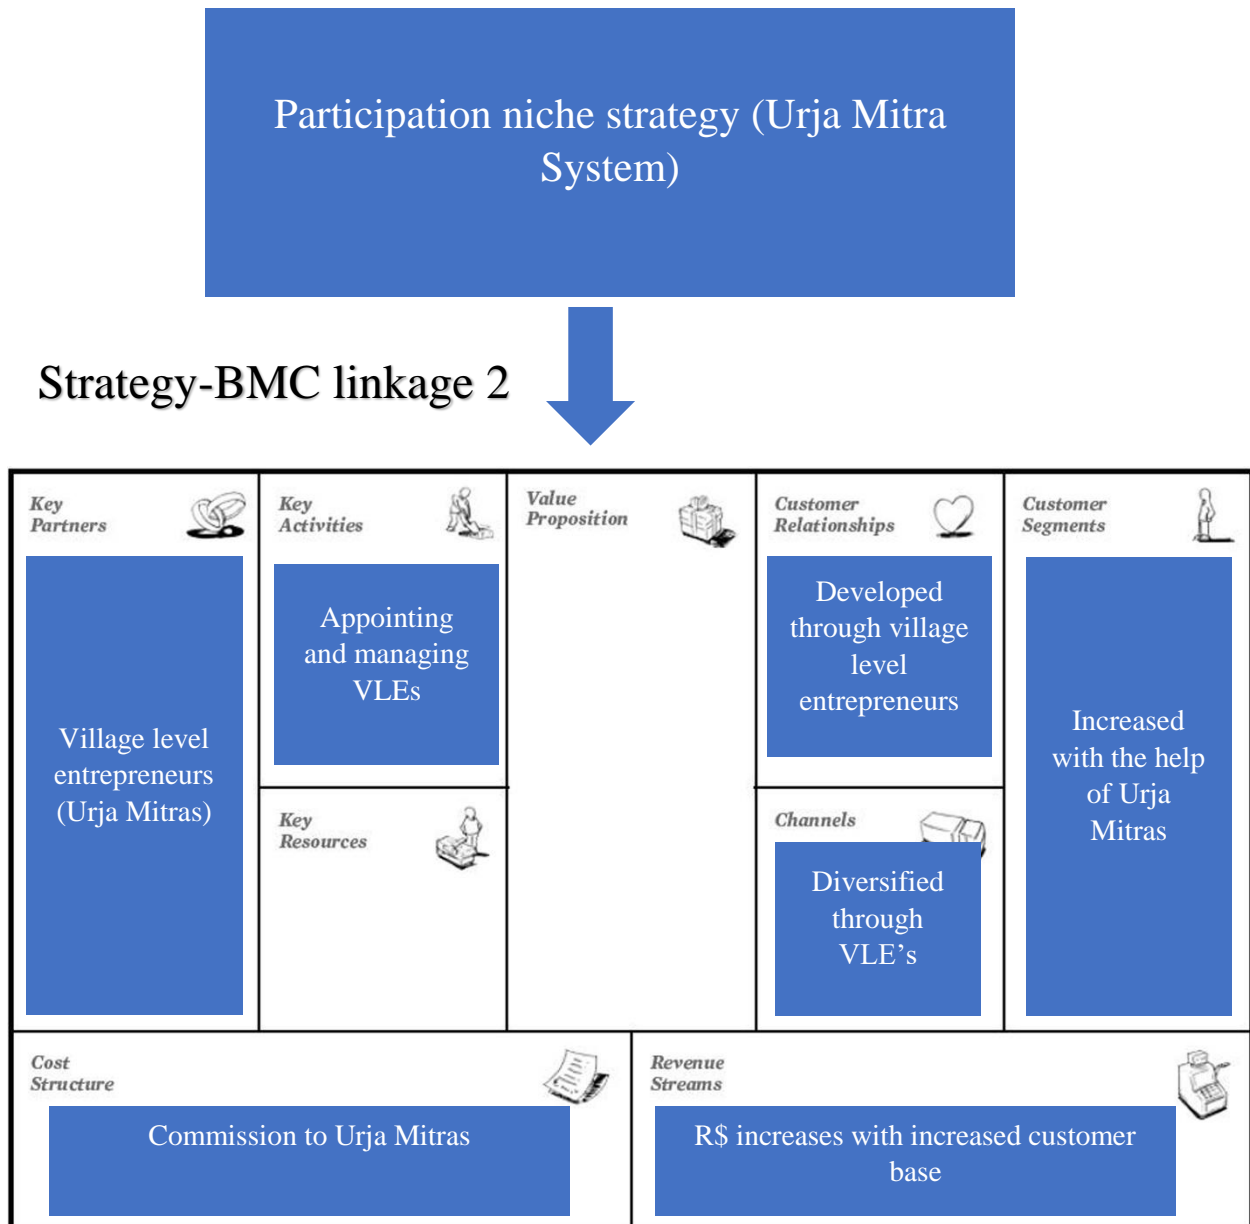 Participation niche strategy (Urja Mitra
System)
Strategy-BMC linkage 2
Key
Partners
Village level
entrepreneurs
(Urja Mitras)
Key
Activities
Appointing
and managing
VLEs
Key
Resources
Value
Proposition
Customer
Relationships
Developed
through village
level
entrepreneurs
Channels
Diversified
through
VLE’s
Customer
Segments
Increased
with the help
of Urja
Mitras
Cost
Structure
Commission to Urja Mitras
Revenue
Streams
R$ increases with increased customer
base